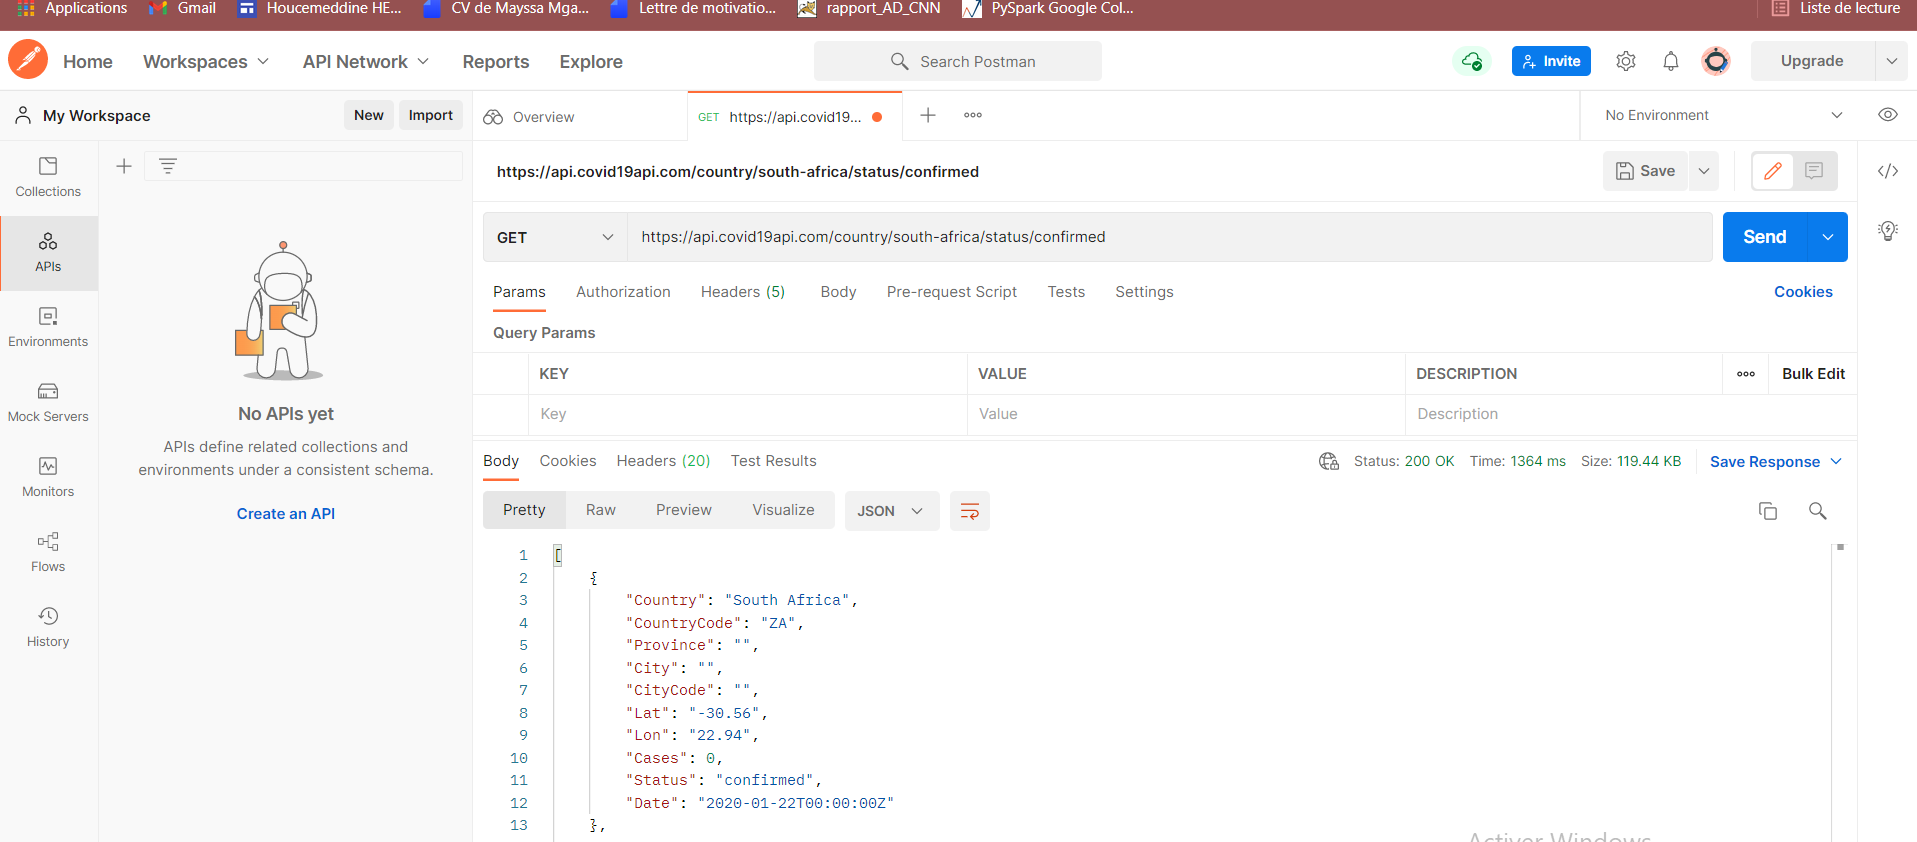 Applications Gmail Houcemeddine HE... CV de Mayssa Mga... Lettre de motivatio... rapport_AD_CNN PySpark Google Col... Liste de lecture
Home Workspaces API Network Reports Explore Search Postman Invite Upgrade
My Workspace New Import Overview GET https://api.covid19... No Environment
https://api.covid19api.com/country/south-africa/status/confirmed Save
Collections
APIs
Environments
Mock Servers
Monitors
Flows
History
No APIs yet
APIs define related collections and
environments under a consistent schema.
Create an API
GET https://api.covid19api.com/country/south-africa/status/confirmed Send
Params Authorization Headers (5) Body Pre-request Script Tests Settings Cookies
Query Params
KEY VALUE DESCRIPTION Bulk Edit
Key Value Description
Body Cookies Headers (20) Test Results Status: 200 OK Time: 1364 ms Size: 119.44 KB Save Response
Pretty Raw Preview Visualize JSON
1 [
2 {
3 "Country": "South Africa",
4 "CountryCode": "ZA",
5 "Province": "",
6 "City": "",
7 "CityCode": "",
8 "Lat": "-30.56",
9 "Lon": "22.94",
10 "Cases": 0,
11 "Status": "confirmed",
12 "Date": "2020-01-22T00:00:00Z"
13 },
Activer Windows